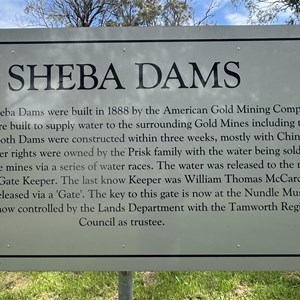 SHEBA DAMS
eba Dams were built in 1888 by the American Gold Mining Comp
re built to supply water to the surrounding Gold Mines including t
oth Dams were constructed within three weeks, mostly with Chin
er rights were owned by the Prisk family with the water being sold
e mines via a series of water races. The water was released to the m
Gate Keeper. The last know Keeper was William Thomas McCard
eleased via a 'Gate'. The key to this gate is now at the Nundle Mus
now controlled by the Lands Department with the Tamworth Regi
Council as trustee.